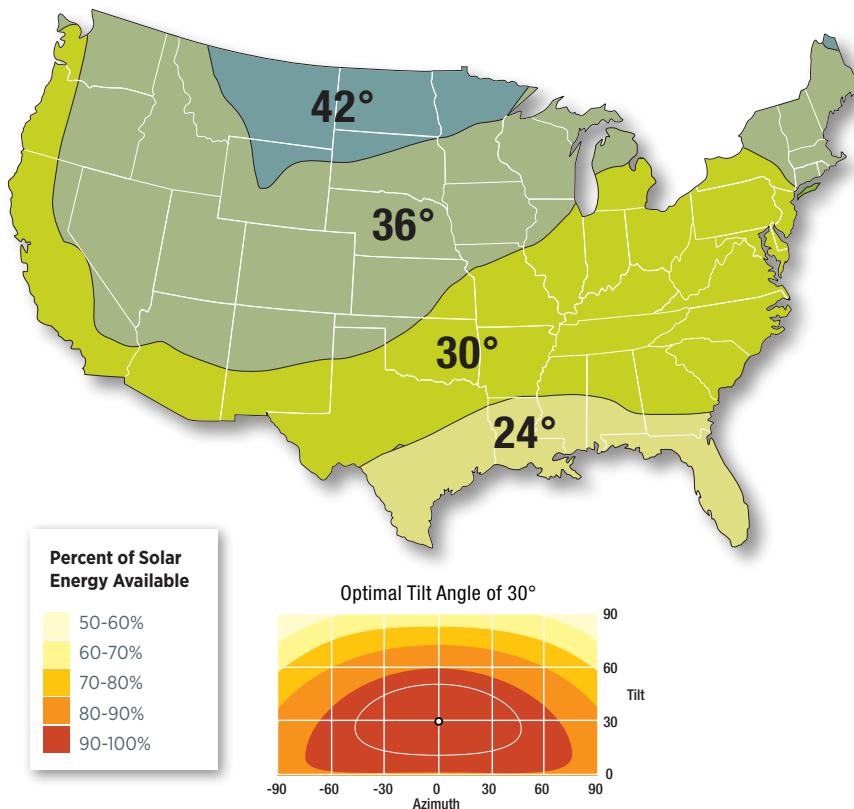 42°
36°
30°
24°
Percent of Solar
Energy Available
50-60%
60-70%
70-80%
80-90%
90-100%
Optimal Tilt Angle of 30°
90
60
Tilt
30
0
-90 -60 -30 0 30 60 90
Azimuth